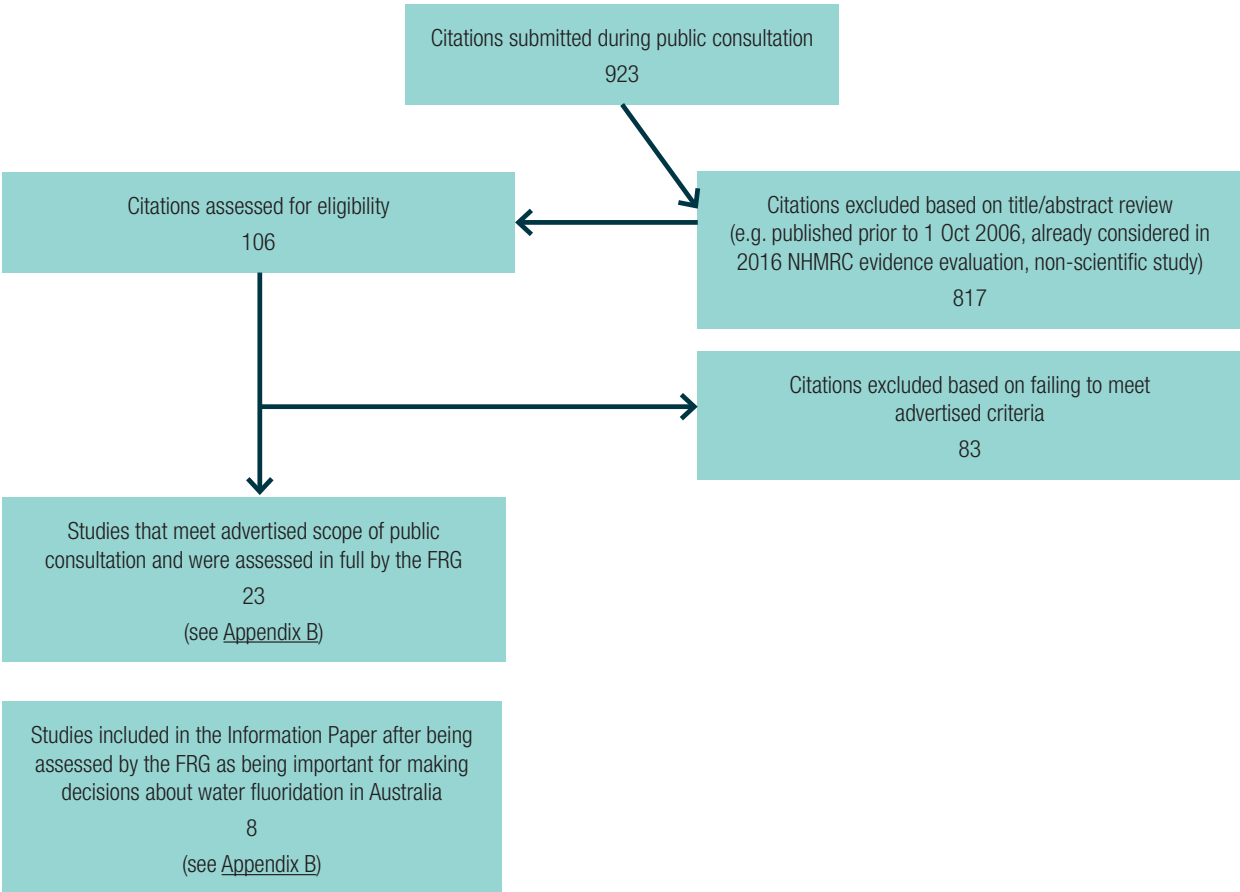 Citations submitted during public consultation
923
Citations assessed for eligibility
106
Citations excluded based on title/abstract review
(e.g. published prior to 1 Oct 2006, already considered in
2016 NHMRC evidence evaluation, non-scientific study)
817
Citations excluded based on failing to meet
advertised criteria
83
Studies that meet advertised scope of public
consultation and were assessed in full by the FRG
23
(see Appendix B)
Studies included in the Information Paper after being
assessed by the FRG as being important for making
decisions about water fluoridation in Australia
8
(see Appendix B)